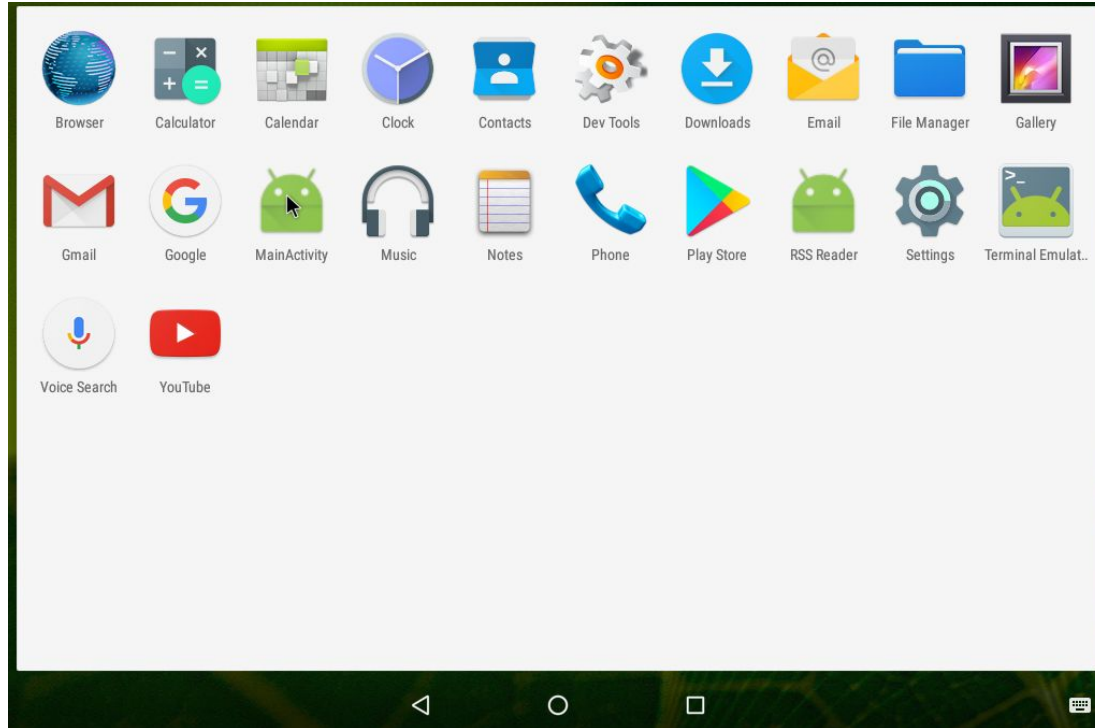 Browser Calculator Calendar Clock Contacts Dev Tools Downloads Email File Manager Gallery
Gmail Google MainActivity Music Notes Phone Play Store RSS Reader Settings Terminal Emulat..
Voice Search YouTube